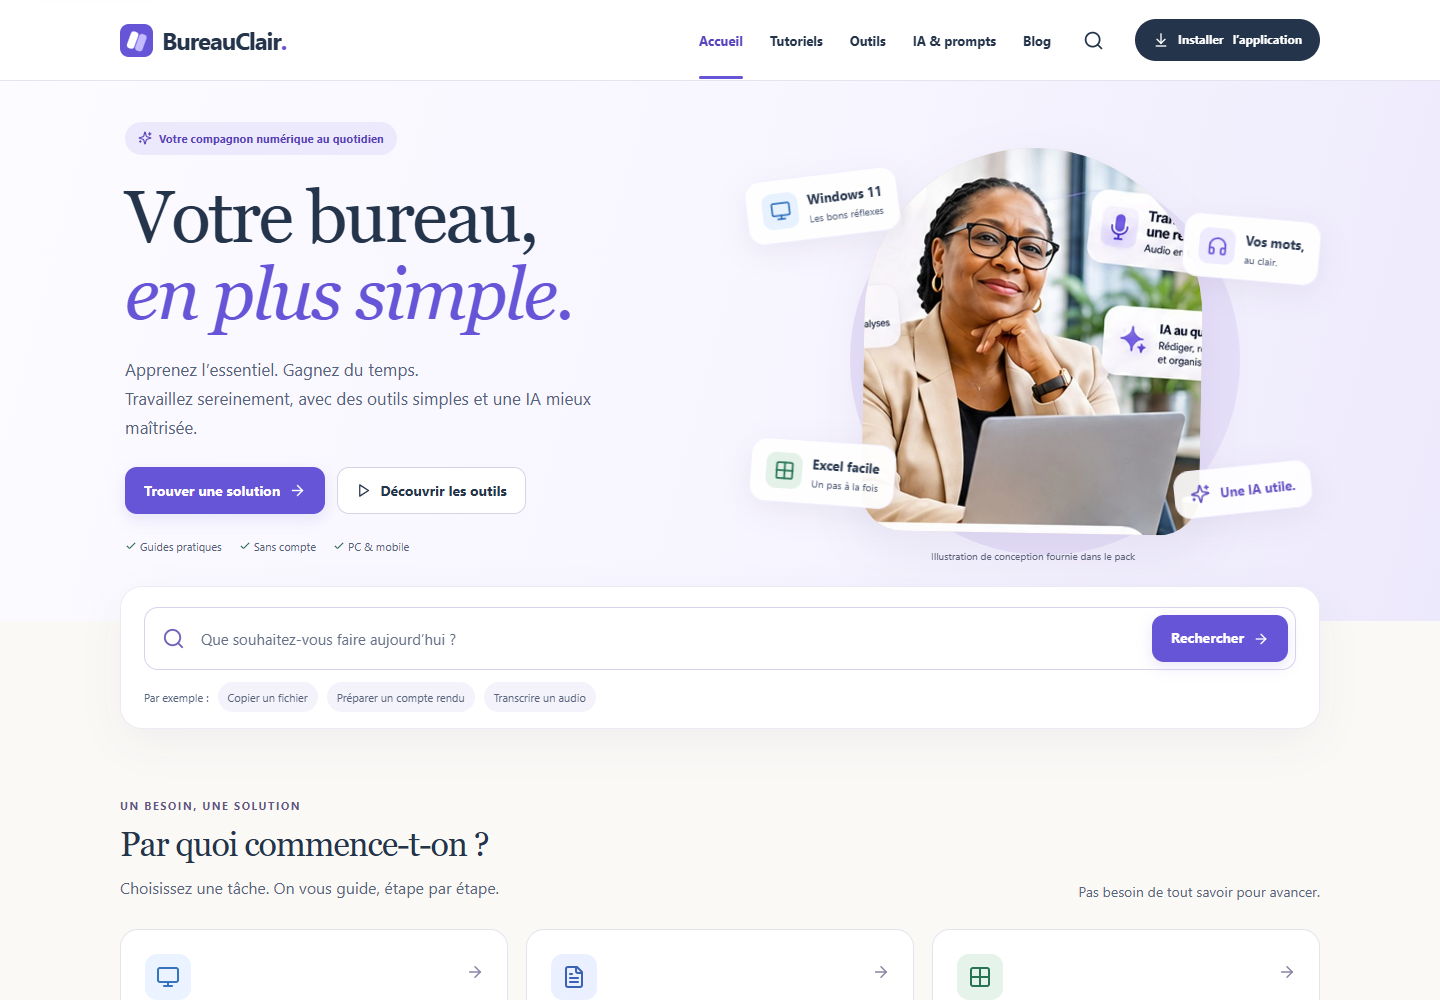 BureauClair.
Accueil
Tutoriels
Outils
IA & prompts
Blog
Installer l'application
Votre compagnon numérique au quotidien
Votre bureau,
en plus simple.
Apprenez l'essentiel. Gagnez du temps.
Travaillez sereinement, avec des outils simples et une IA mieux
maîtrisée.
Trouver une solution
Découvrir les outils
Guides pratiques
Sans compte
PC & mobile
Windows 11
Les bons réflexes
une
Audio
Vos mots,
au clair.
alyses
IA au
Rédiger,
et organis
Excel facile
Un pas à la fois
Une IA utile.
Illustration de conception fournie dans le pack
Que souhaitez-vous faire aujourd'hui ?
Rechercher
Par exemple :
Copier un fichier
Préparer un compte rendu
Transcrire un audio
UN BESOIN, UNE SOLUTION
Par quoi commence-t-on ?
Choisissez une tâche. On vous guide, étape par étape.
Pas besoin de tout savoir pour avancer.